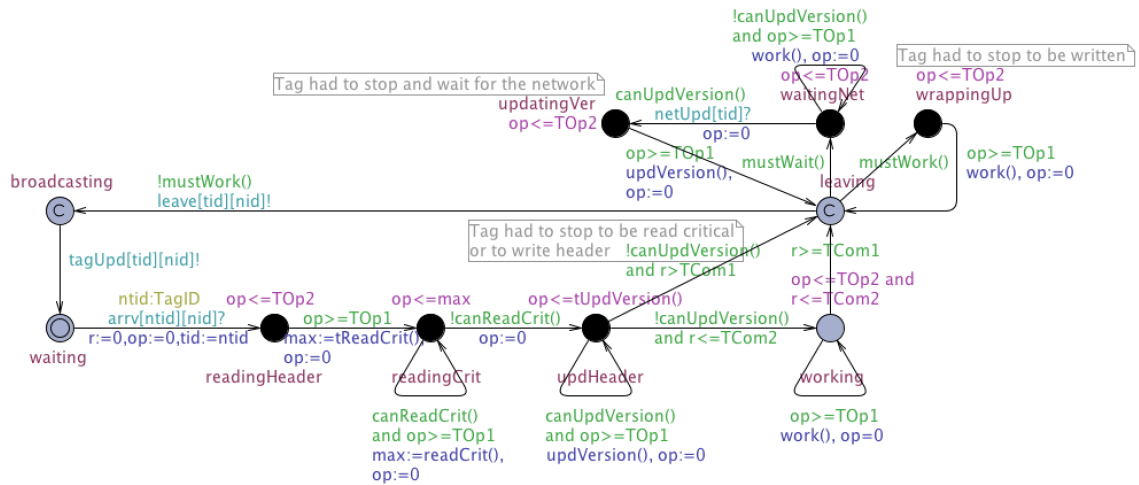 !canUpdVersion()
and op>=TOp1
work(), op:=0
op<=TOp2
waitingNet
Tag had to stop to be written
op<=TOp2
wrappingUp
Tag had to stop and wait for the network
updatingVer
op<=TOp2
canUpdVersion()
netUpd[tid]?
op:=0
op>=TOp1
updVersion(),
op:=0
mustWait()
mustWork()
op>=TOp1
work(), op:=0
leaving
C
broadcasting
!mustWork()
leave[tid][nid]!
C
Tag had to stop to be read critical
or to write header
!canUpdVersion()
and r>TCom1
r>=TCom1
tagUpd[tid][nid]!
op<=TOp2 and
r<=TCom2
ntid:TagID
arrv[ntid][nid]?
r:=0,op:=0,tid:=ntid
waiting
op<=TOp2
readingHeader
op>=TOp1
max:=tReadCrit(),
op:=0
op<=max
readingCrit
!canReadCrit()
op:=0
op<=tUpdVersion()
updHeader
!canUpdVersion()
and r<=TCom2
working
canReadCrit()
and op>=TOp1
max:=readCrit(),
op:=0
canUpdVersion()
and op>=TOp1
updVersion(), op:=0
op>=TOp1
work(), op=0